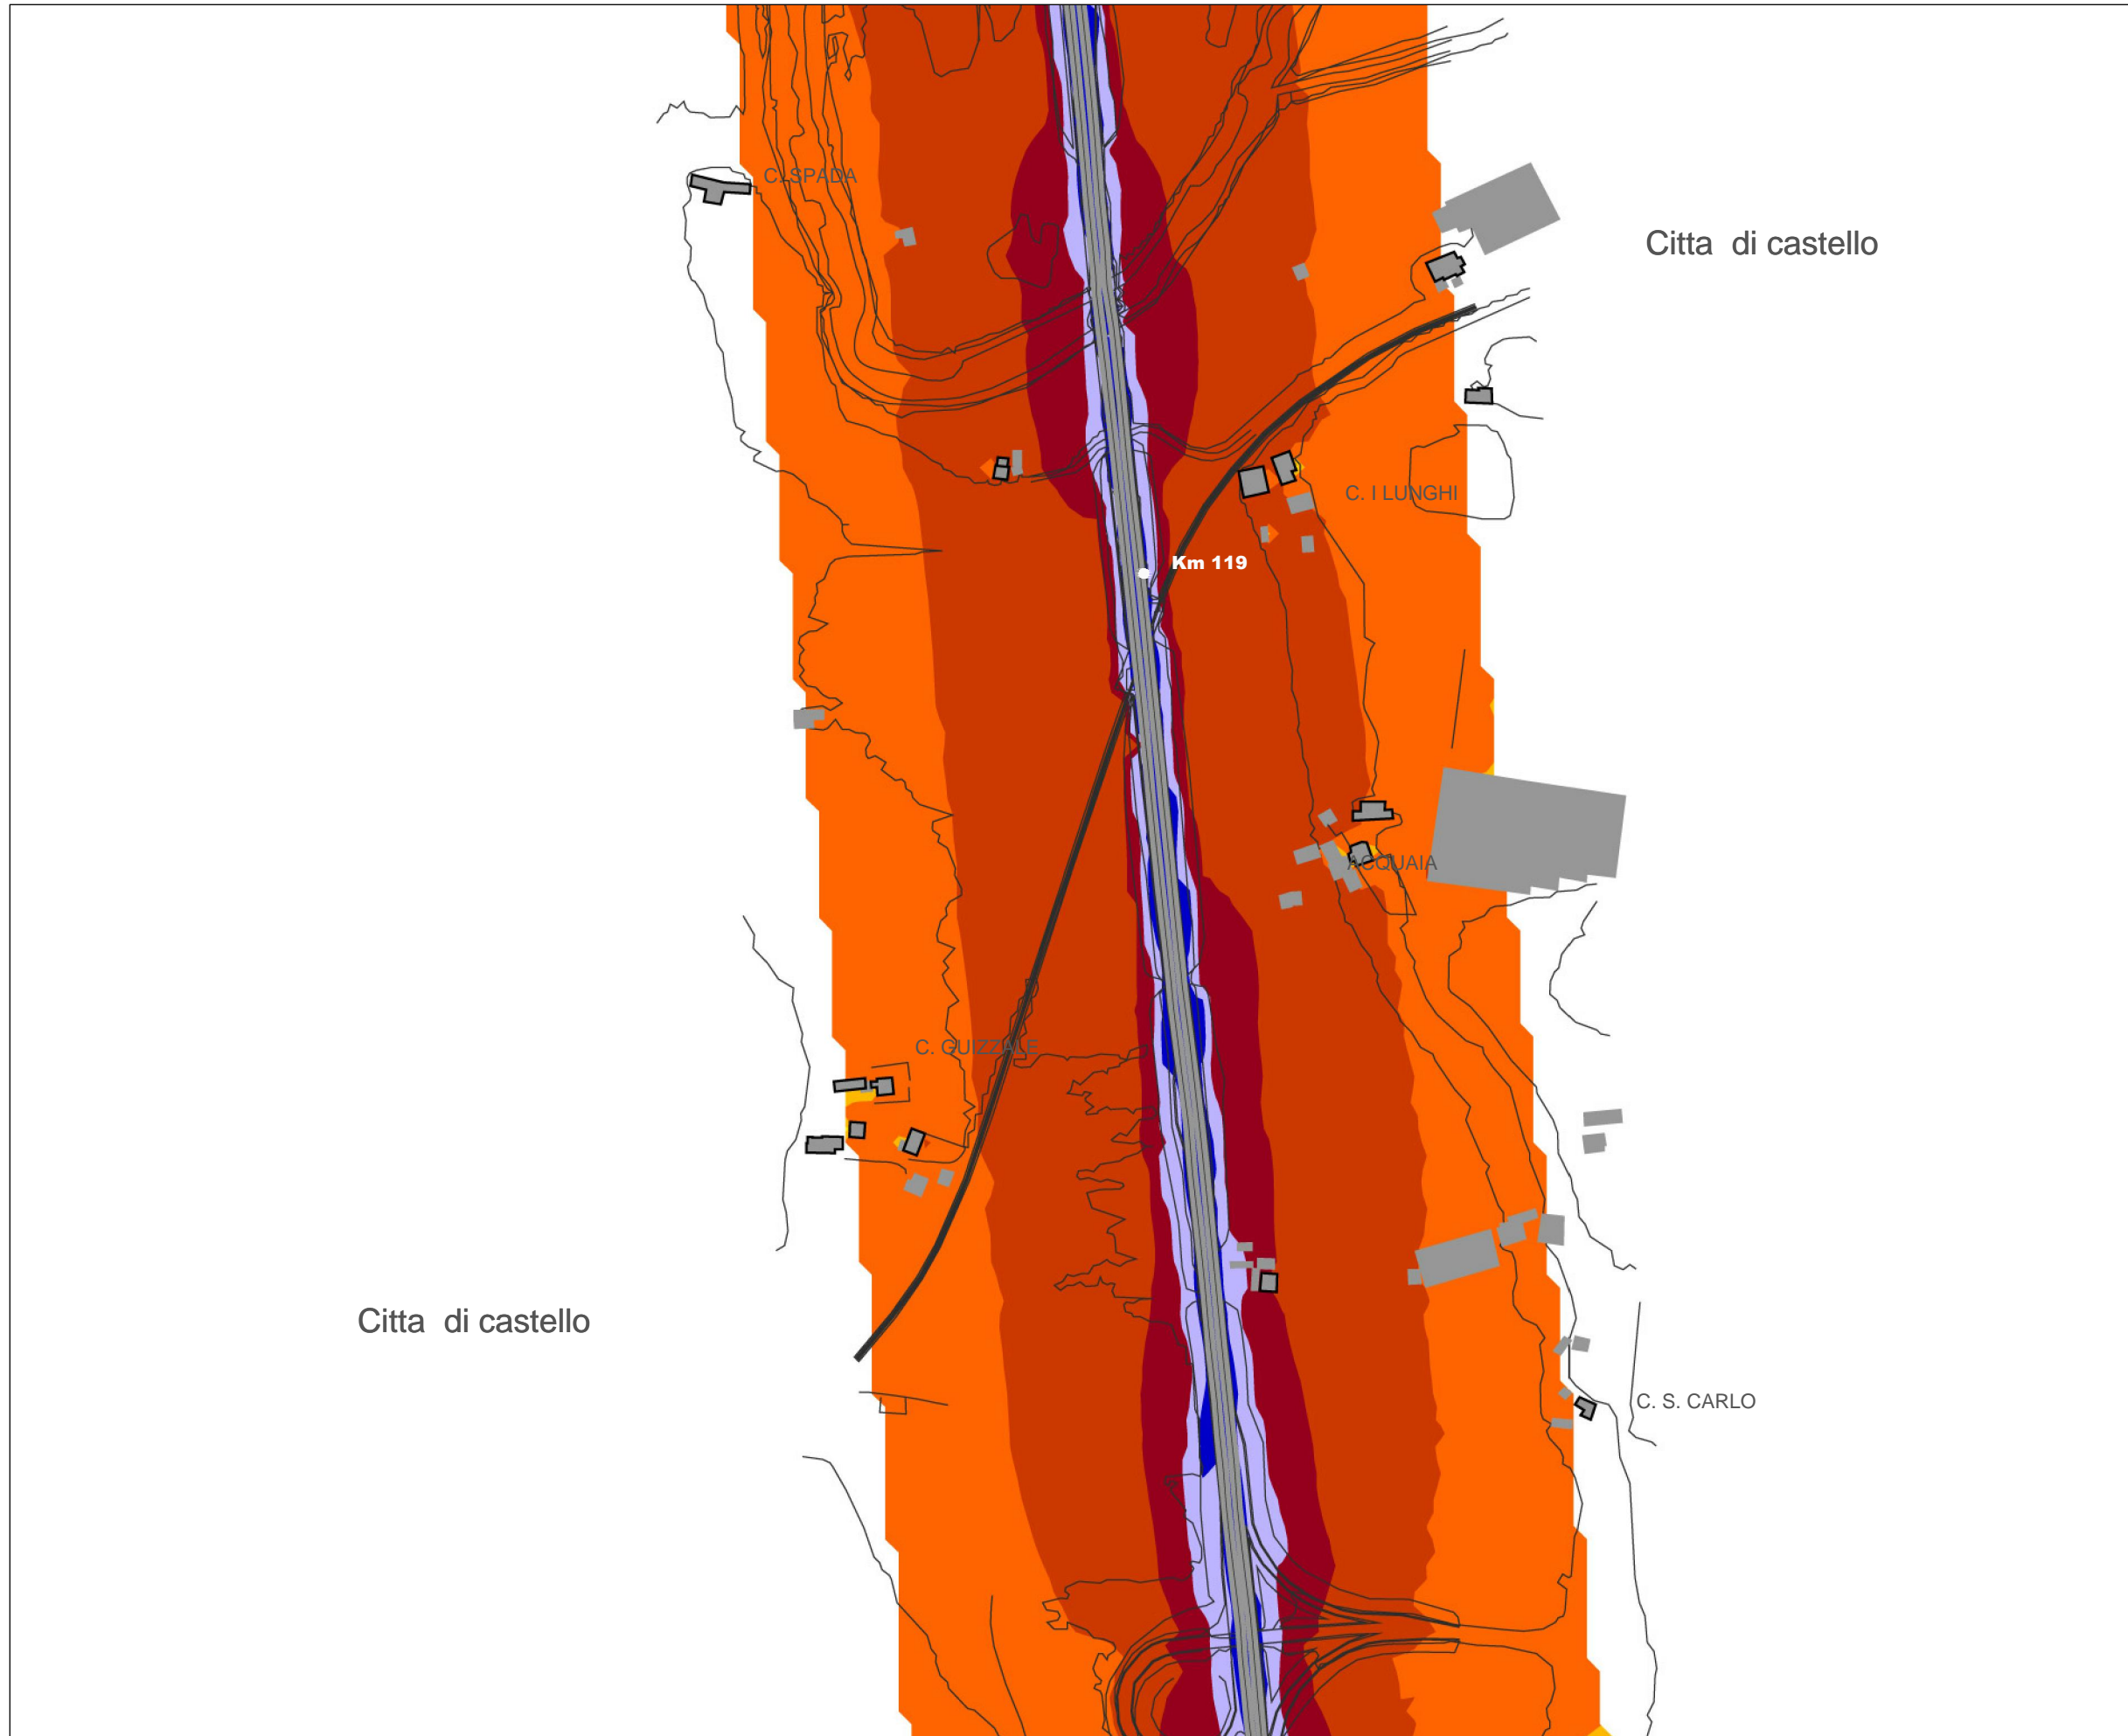 C. SPADA
Citta di castello
C. I LUNGHI
Km 119
ACQUAIA
C. GUIZZALE
Citta di castello
C. S. CARLO